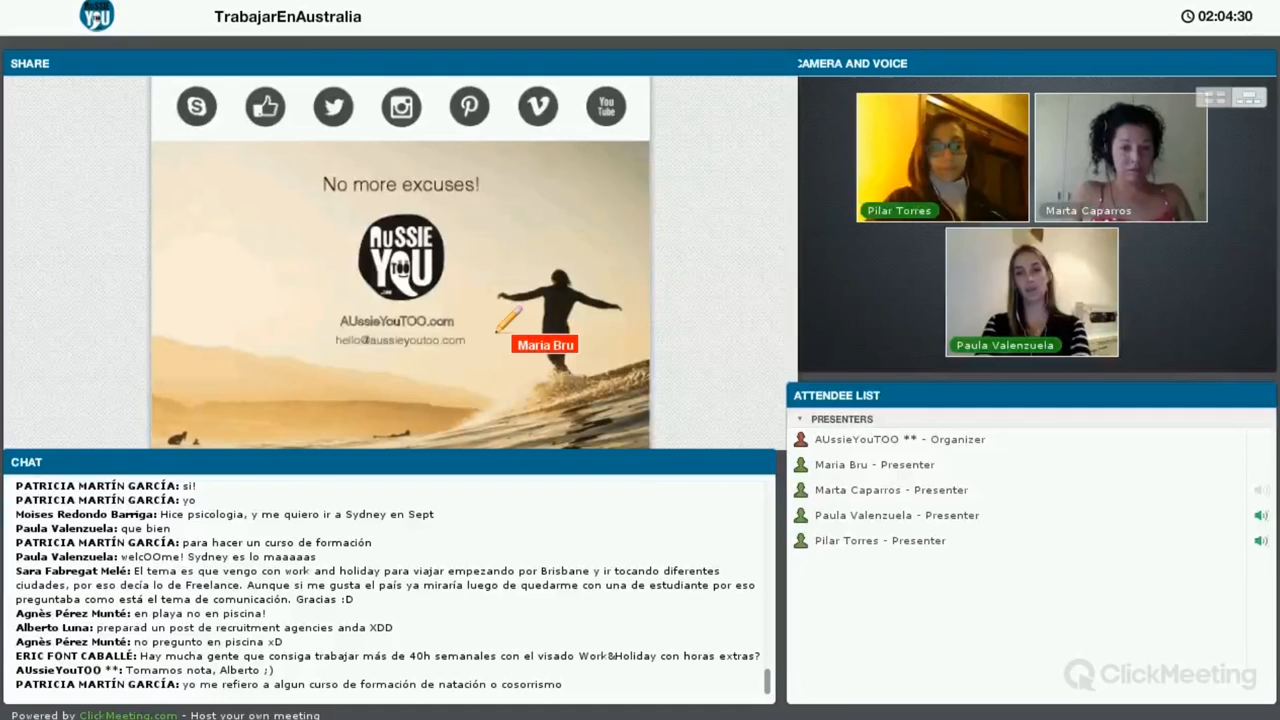 AUSSIE
YOU
TrabajarEnAustralia
02:04:30
SHARE
CAMERA AND VOICE
You
Tube
No more excuses!
AUSSIE
TOO
YOU
.com
AUssieYouTOO.com
hello@aussieyoutoo.com
Maria Bru
Pilar Torres
Marta Caparros
Paula Valenzuela
ATTENDEE LIST
PRESENTERS
AUssieYouTOO ** - Organizer
Maria Bru - Presenter
Marta Caparros - Presenter
Paula Valenzuela - Presenter
Pilar Torres - Presenter
CHAT
PATRICIA MARTÍN GARCÍA: si!
PATRICIA MARTÍN GARCÍA: yo
Moises Redondo Barriga: Hice psicologia, y me quiero ir a Sydney en Sept
Paula Valenzuela: que bien
PATRICIA MARTÍN GARCÍA: para hacer un curso de formación
Paula Valenzuela: welcOOme! Sydney es lo maaaaas
Sara Fabregat Melé: El tema es que vengo con work and holiday para viajar empezando por Brisbane y ir tocando diferentes
ciudades, por eso decía lo de Freelance. Aunque si me gusta el país ya miraría luego de quedarme con una de estudiante por eso
preguntaba como está el tema de comunicación. Gracias :D
Agnès Pérez Munté: en playa no en piscina!
Alberto Luna: preparad un post de recruitment agencies anda XDD
Agnès Pérez Munté: no pregunto en piscina xD
ERIC FONT CABALLÉ: Hay mucha gente que consiga trabajar más de 40h semanales con el visado Work&Holiday con horas extras?
AUssieYouTOO **: Tomamos nota, Alberto ;)
PATRICIA MARTÍN GARCÍA: yo me refiero a algun curso de formación de natación o cosorrismo
ClickMeeting
Powered by ClickMeeting.com - Host your own meeting